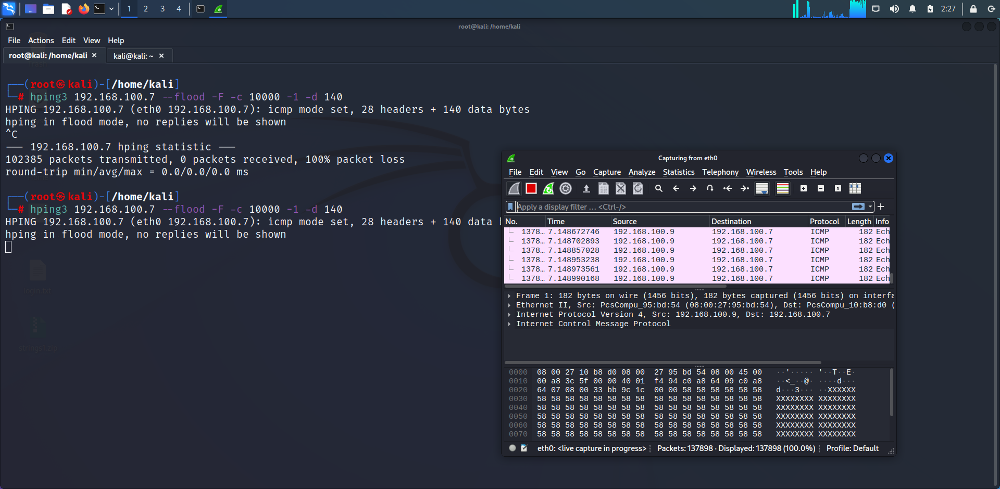 1 2 3 4
2:27
root@kali: /home/kali
File Actions Edit View Help
root@kali: /home/kali kali@kali: ~
┌──(root㉿kali)-[/home/kali]
└─# hping3 192.168.100.7 --flood -F -c 10000 -1 -d 140
HPING 192.168.100.7 (eth0 192.168.100.7): icmp mode set, 28 headers + 140 data bytes
hping in flood mode, no replies will be shown
^C
--- 192.168.100.7 hping statistic ---
102385 packets transmitted, 0 packets received, 100% packet loss
round-trip min/avg/max = 0.0/0.0/0.0 ms
┌──(root㉿kali)-[/home/kali]
└─# hping3 192.168.100.7 --flood -F -c 10000 -1 -d 140
HPING 192.168.100.7 (eth0 192.168.100.7): icmp mode set, 28 headers + 140 data
hping in flood mode, no replies will be shown
login.txt
strings1.zip
Capturing from eth0
File Edit View Go Capture Analyze Statistics Telephony Wireless Tools Help
Apply a display filter … <Ctrl-/>
No. Time Source Destination Protocol Length Info
1378… 7.148672746 192.168.100.9 192.168.100.7 ICMP 182 Ech
1378… 7.148702893 192.168.100.9 192.168.100.7 ICMP 182 Ech
1378… 7.148857028 192.168.100.9 192.168.100.7 ICMP 182 Ech
1378… 7.148953238 192.168.100.9 192.168.100.7 ICMP 182 Ech
1378… 7.148973561 192.168.100.9 192.168.100.7 ICMP 182 Ech
1378… 7.148990168 192.168.100.9 192.168.100.7 ICMP 182 Ech
Frame 1: 182 bytes on wire (1456 bits), 182 bytes captured (1456 bits) on interfa
Ethernet II, Src: PcsCompu_95:bd:54 (08:00:27:95:bd:54), Dst: PcsCompu_10:b8:d0 (
Internet Protocol Version 4, Src: 192.168.100.9, Dst: 192.168.100.7
Internet Control Message Protocol
0000 08 00 27 10 b8 d0 08 00 27 95 bd 54 08 00 45 00 ··'····· '··T··E·
0010 00 a8 3c 5f 00 00 40 01 f4 94 c0 a8 64 09 c0 a8 ··<_··@· ····d···
0020 64 07 08 00 33 bb 9c 1c 00 00 58 58 58 58 58 58 d···3··· ··XXXXXX
0030 58 58 58 58 58 58 58 58 58 58 58 58 58 58 58 58 XXXXXXXX XXXXXXXX
0040 58 58 58 58 58 58 58 58 58 58 58 58 58 58 58 58 XXXXXXXX XXXXXXXX
0050 58 58 58 58 58 58 58 58 58 58 58 58 58 58 58 58 XXXXXXXX XXXXXXXX
0060 58 58 58 58 58 58 58 58 58 58 58 58 58 58 58 58 XXXXXXXX XXXXXXXX
0070 58 58 58 58 58 58 58 58 58 58 58 58 58 58 58 58 XXXXXXXX XXXXXXXX
eth0: <live capture in progress> Packets: 137898 · Displayed: 137898 (100.0%) Profile: Default